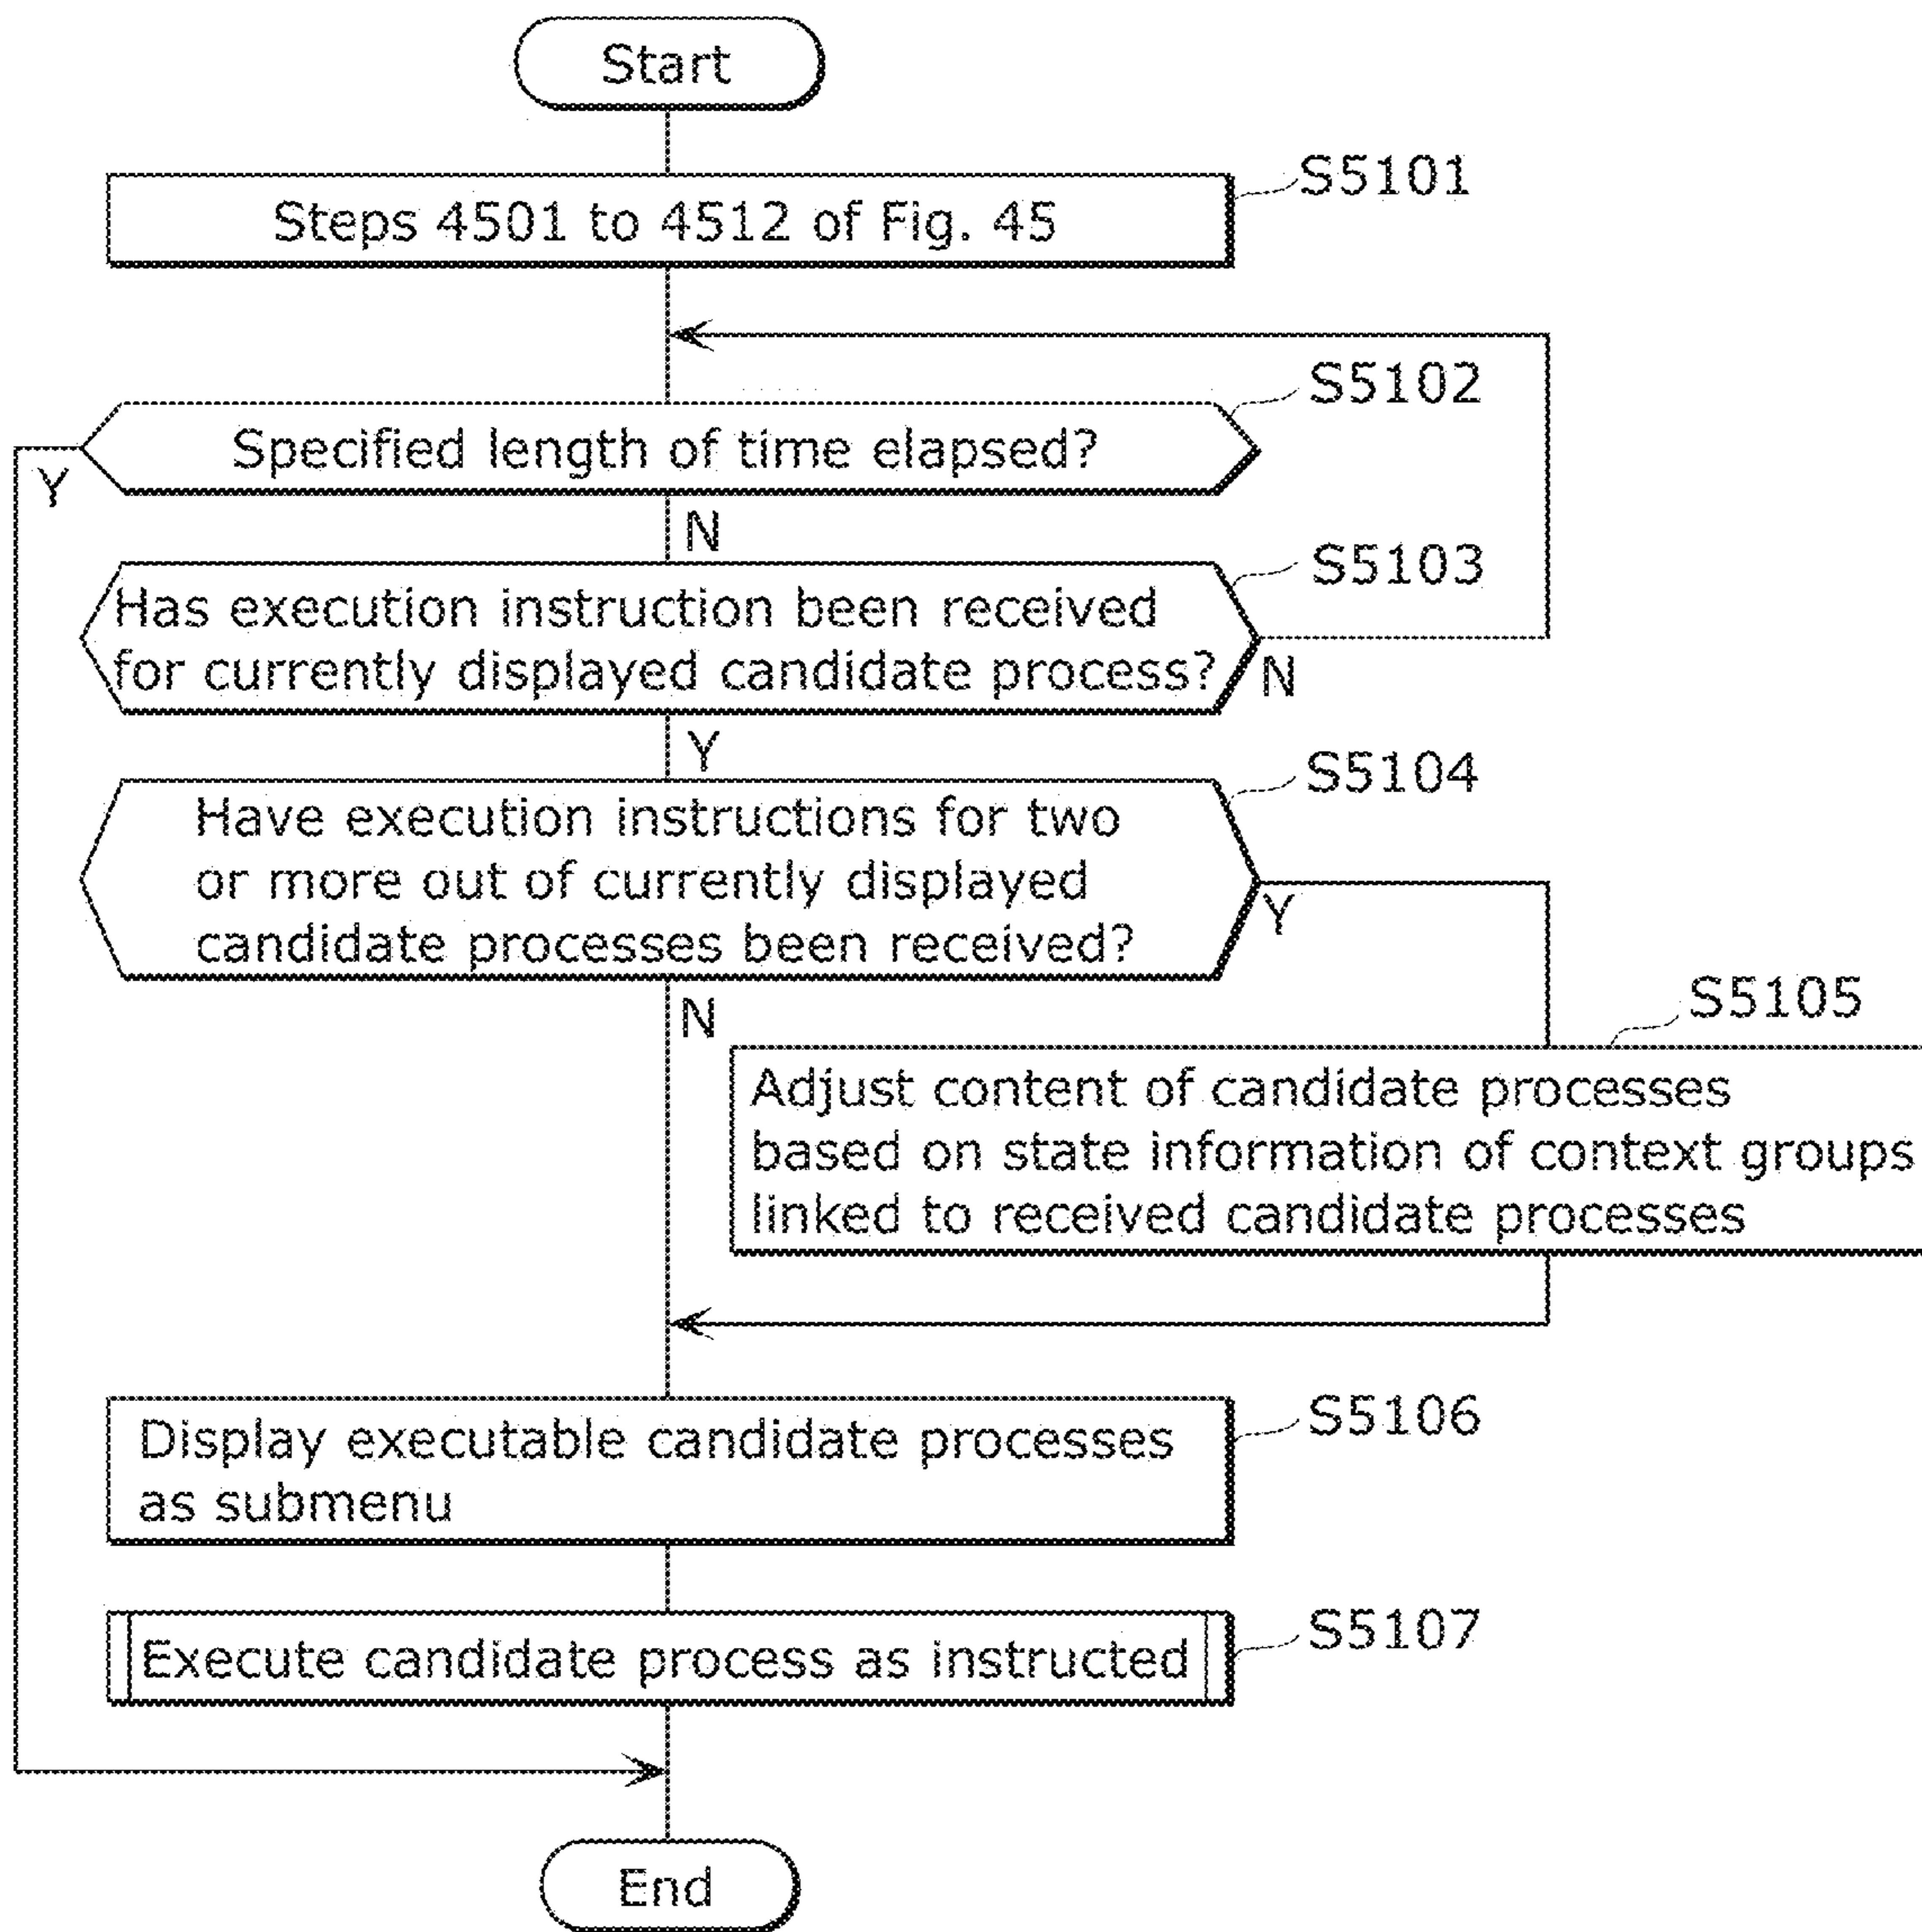 Start
S5101
Steps 4501 to 4512 of Fig. 45
S5102
Specified length of time elapsed?
Y
N
S5103
Has execution instruction been received
for currently displayed candidate process?
N
Y
S5104
Have execution instructions for two
or more out of currently displayed
candidate processes been received?
Y
N
S5105
Adjust content of candidate processes
based on state information of context groups
linked to received candidate processes
S5106
Display executable candidate processes
as submenu
S5107
Execute candidate process as instructed
End